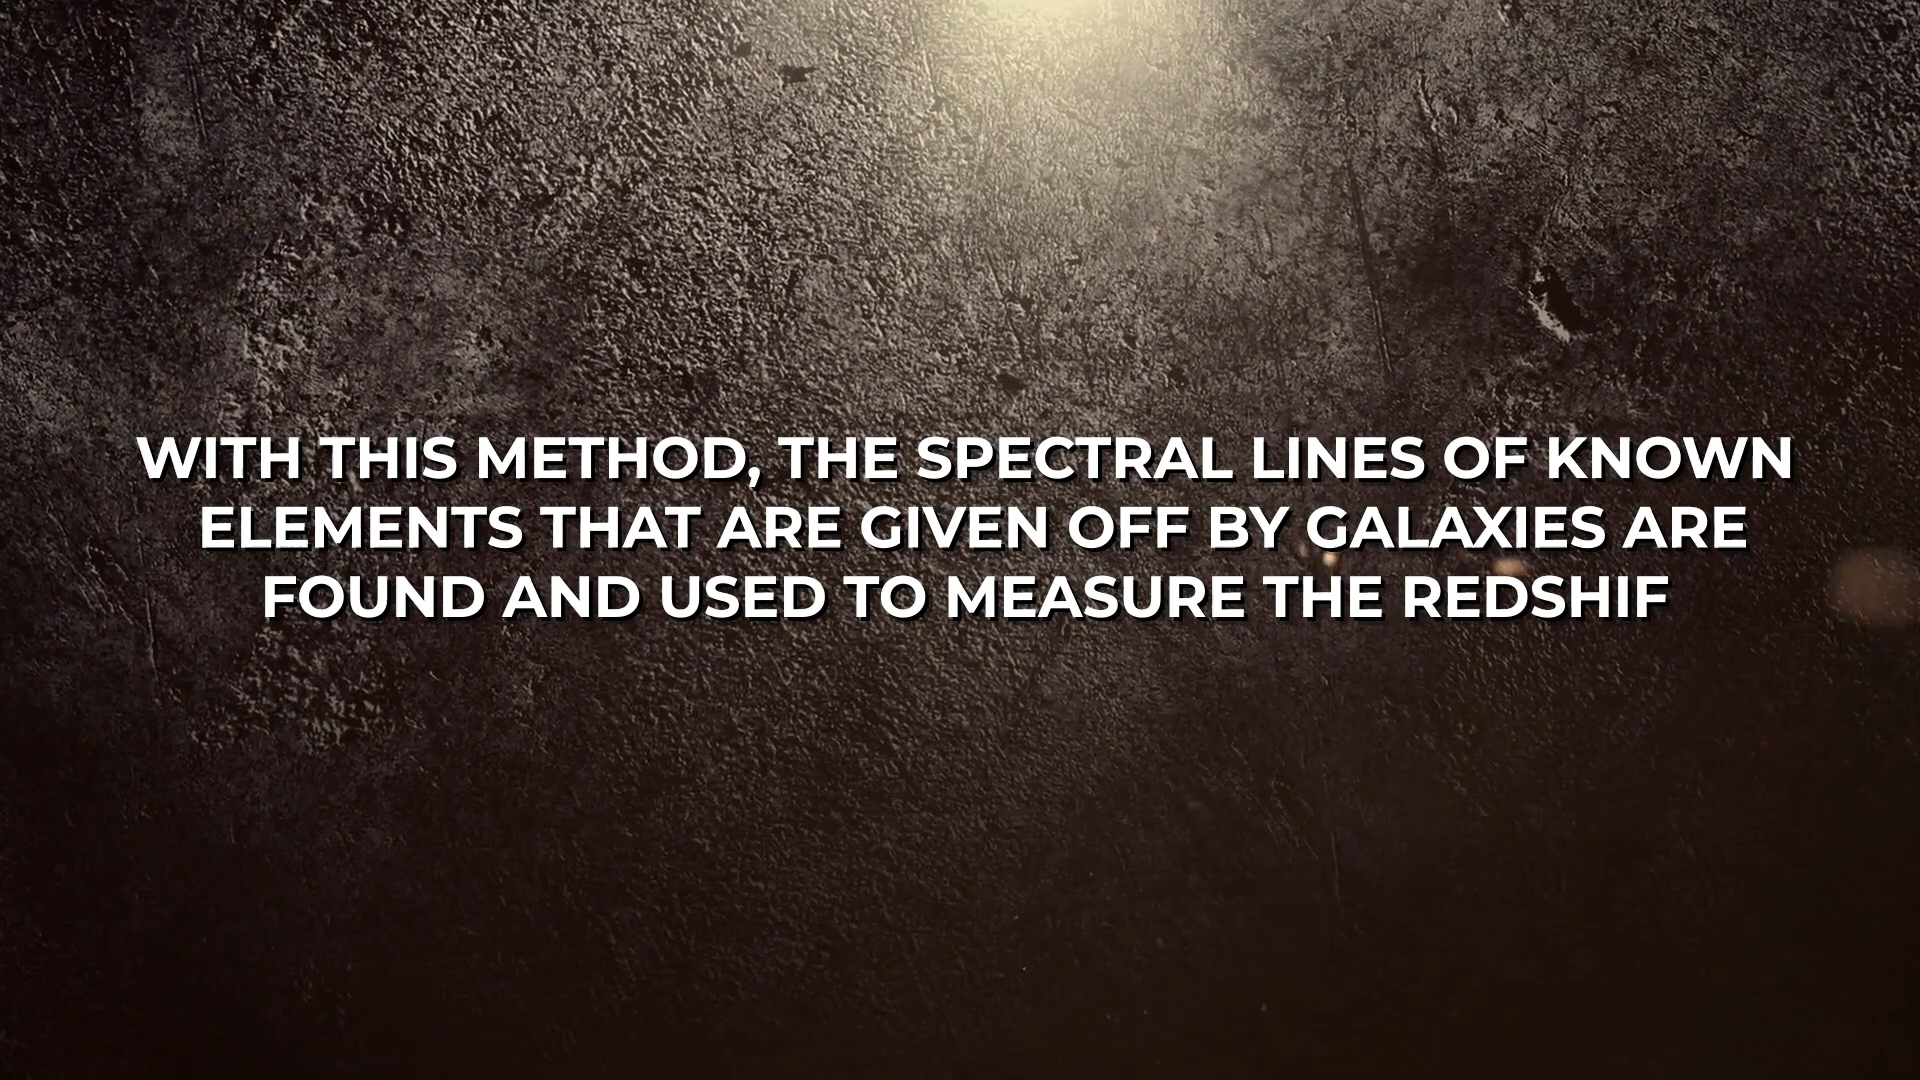 WITH THIS METHOD, THE SPECTRAL LINES OF KNOWN
ELEMENTS THAT ARE GIVEN OFF BY GALAXIES ARE
FOUND AND USED TO MEASURE THE REDSHIF